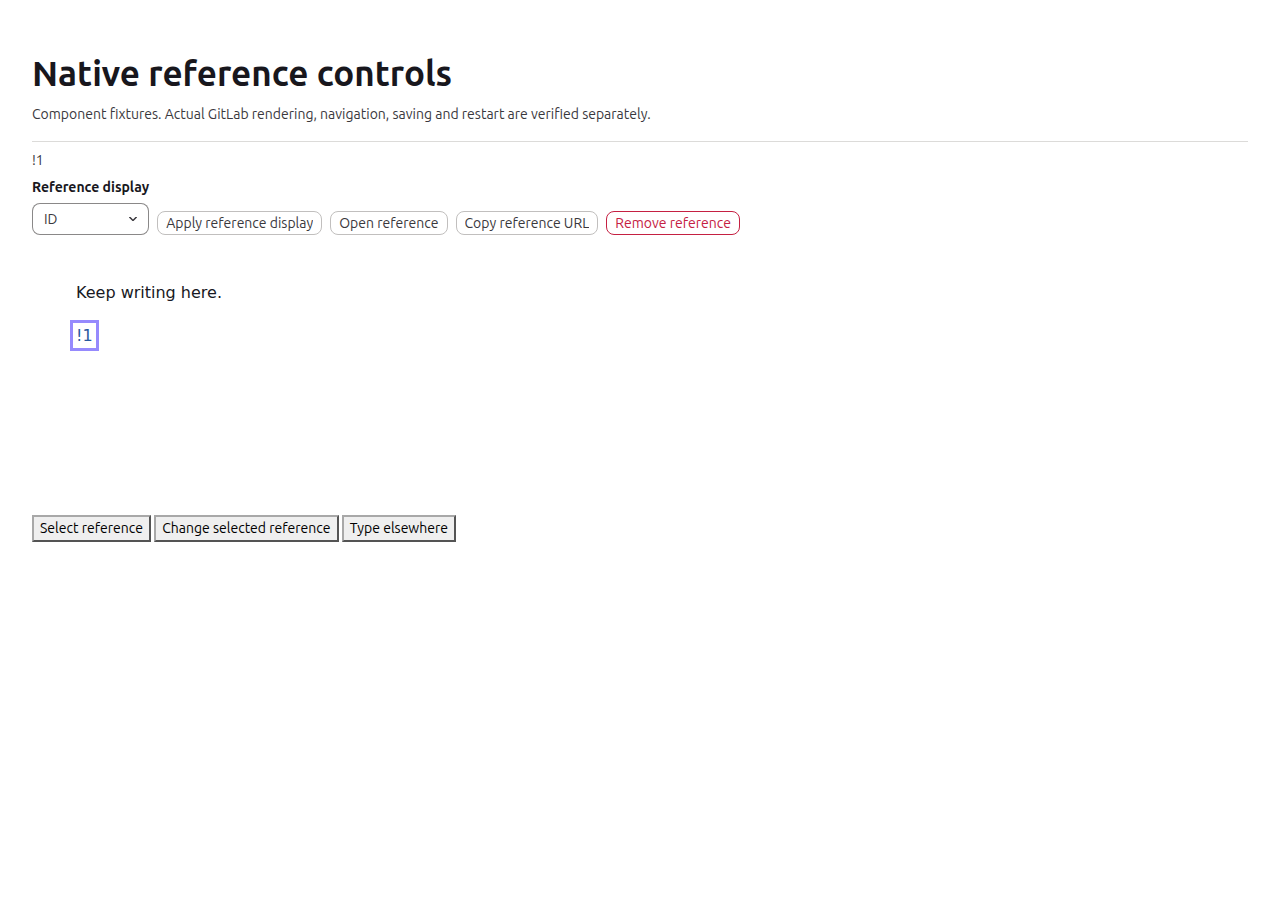 Native reference controls
Component fixtures. Actual GitLab rendering, navigation, saving and restart are verified separately.
!1
Reference display
ID Apply reference display Open reference Copy reference URL Remove reference
Keep writing here.
!1
Select reference Change selected reference Type elsewhere